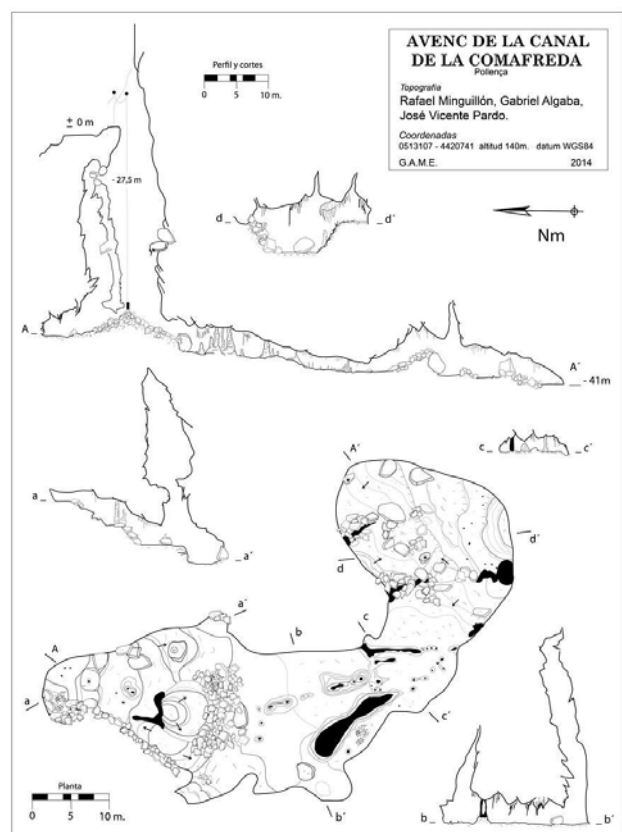 AVENC DE LA CANAL
DE LA COMAFREDA
Pollença
Topografía
Rafael Minguillón, Gabriel Algaba,
José Vicente Pardo.
Coordenadas
0513107 - 4420741 altitud 140m. datum WGS84
G.A.M.E. 2014
Perfil y cortes
0 5 10 m.
± 0 m
- 27,5 m
d d´
Nm
A
A´
- 41m
c c´
a
a´
A´
d´
d
a´
b
c
A
a
c´
b´
Planta
0 5 10 m.
b b´